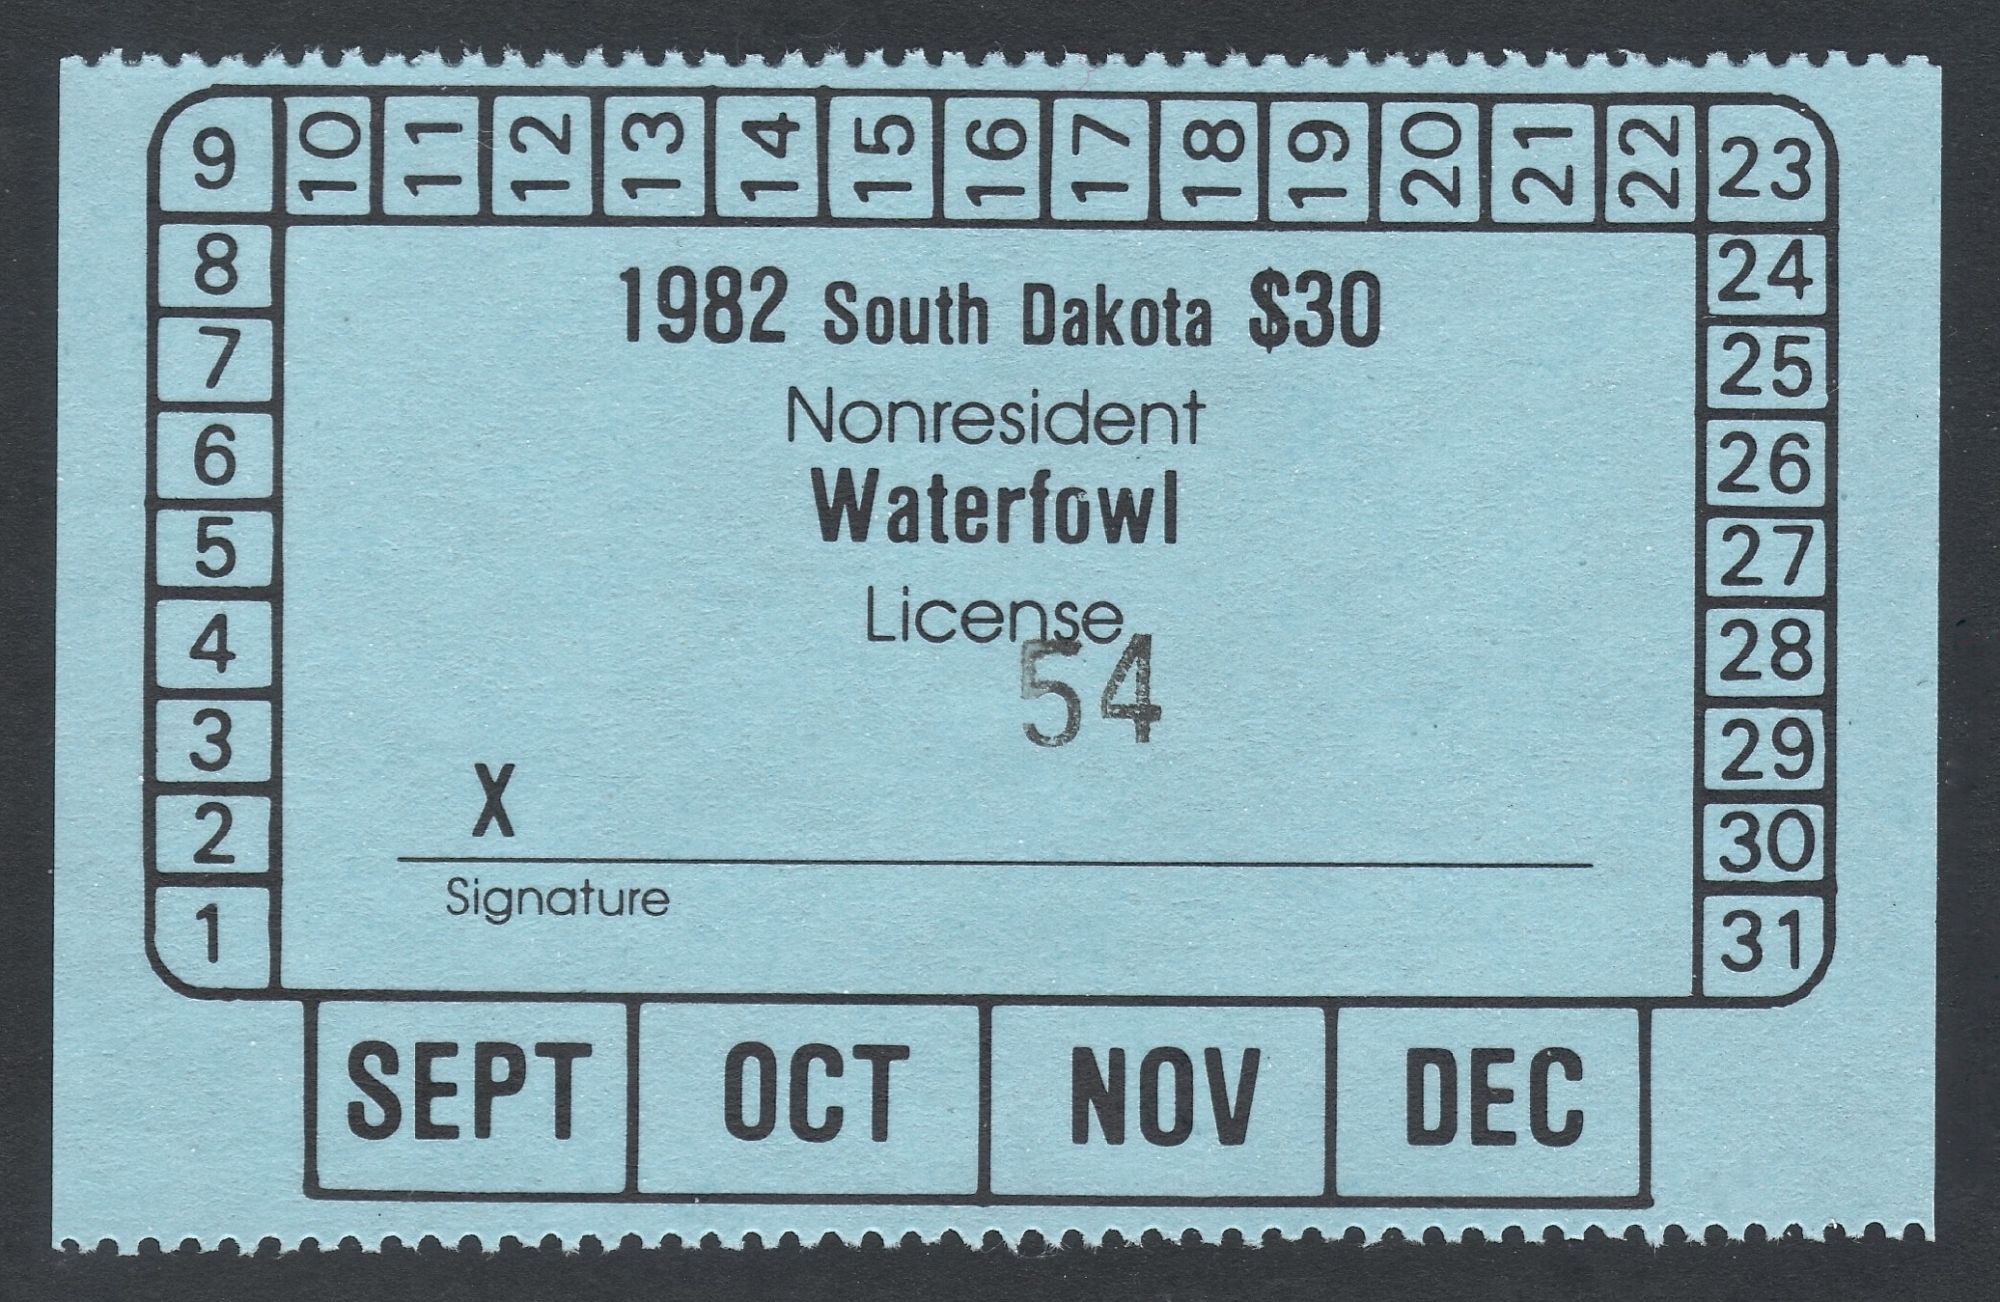 9 10 11 12 13 14 15 16 17 18 19 20 21 22 23
8
7
6
5
4
3
2
1
1982 South Dakota $30
Nonresident
Waterfowl
License
54
X
Signature
24
25
26
27
28
29
30
31
SEPT OCT NOV DEC